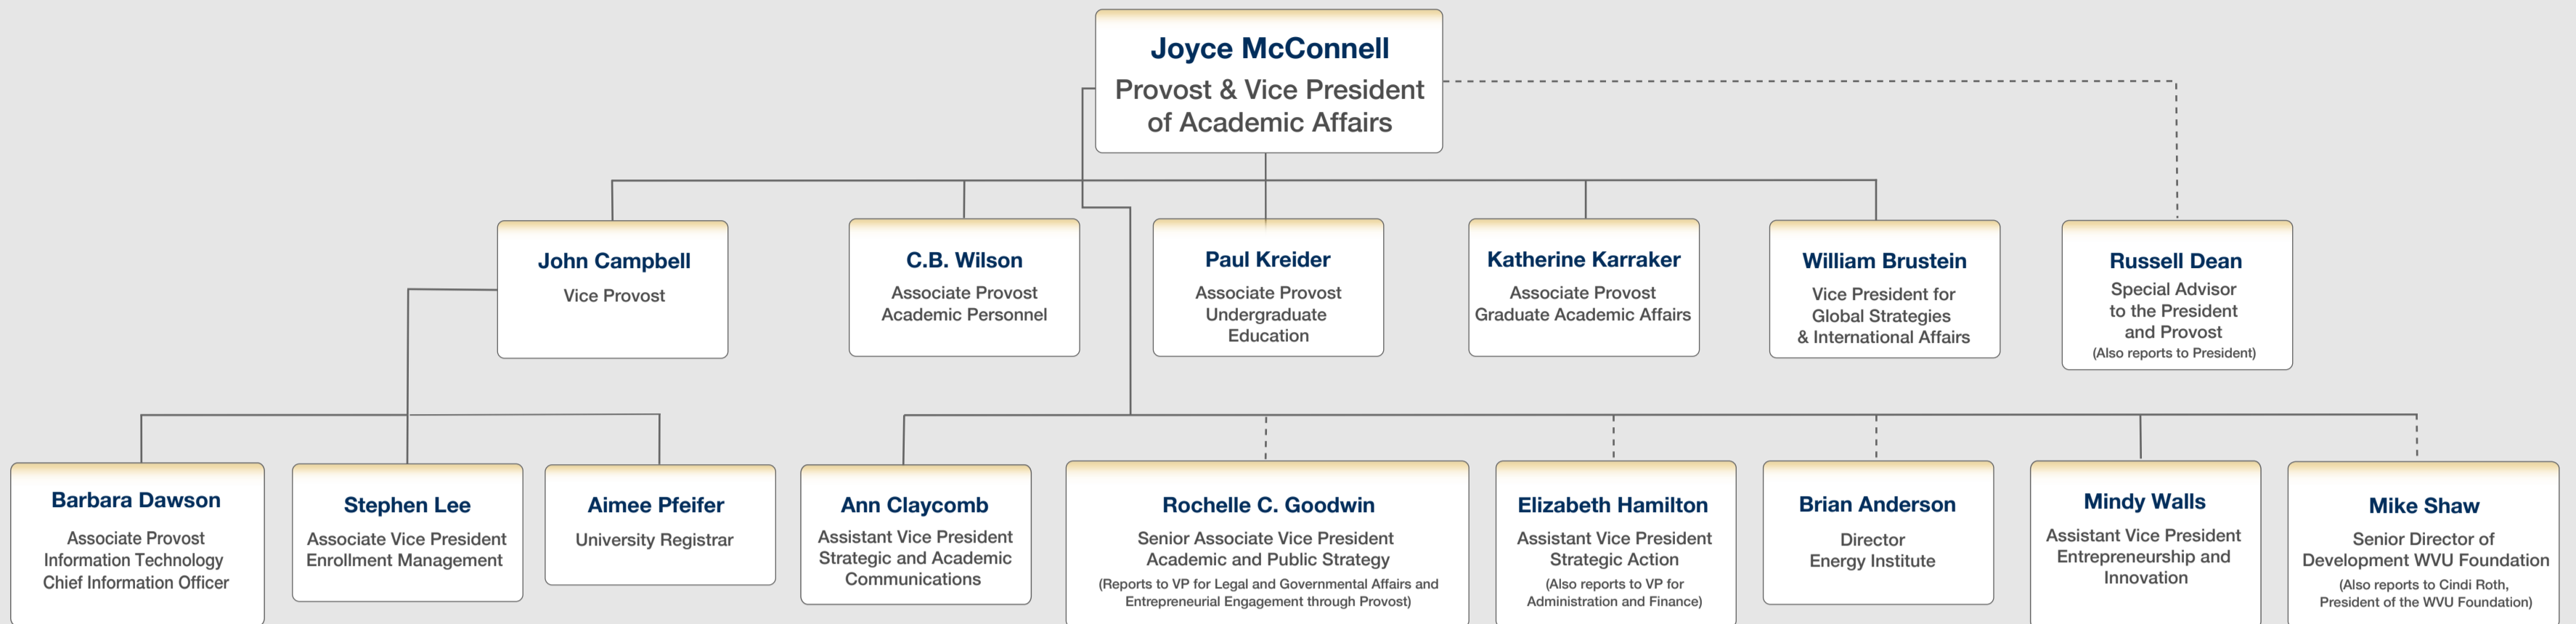 Joyce McConnell
Provost & Vice President
of Academic Affairs
John Campbell
Vice Provost
C.B. Wilson
Associate Provost
Academic Personnel
Paul Kreider
Associate Provost
Undergraduate
Education
Katherine Karraker
Associate Provost
Graduate Academic Affairs
William Brustein
Vice President for
Global Strategies
& International Affairs
Russell Dean
Special Advisor
to the President
and Provost
(Also reports to President)
Barbara Dawson
Associate Provost
Information Technology
Chief Information Officer
Stephen Lee
Associate Vice President
Enrollment Management
Aimee Pfeifer
University Registrar
Ann Claycomb
Assistant Vice President
Strategic and Academic
Communications
Rochelle C. Goodwin
Senior Associate Vice President
Academic and Public Strategy
(Reports to VP for Legal and Governmental Affairs and
Entrepreneurial Engagement through Provost)
Elizabeth Hamilton
Assistant Vice President
Strategic Action
(Also reports to VP for
Administration and Finance)
Brian Anderson
Director
Energy Institute
Mindy Walls
Assistant Vice President
Entrepreneurship and
Innovation
Mike Shaw
Senior Director of
Development WVU Foundation
(Also reports to Cindi Roth,
President of the WVU Foundation)